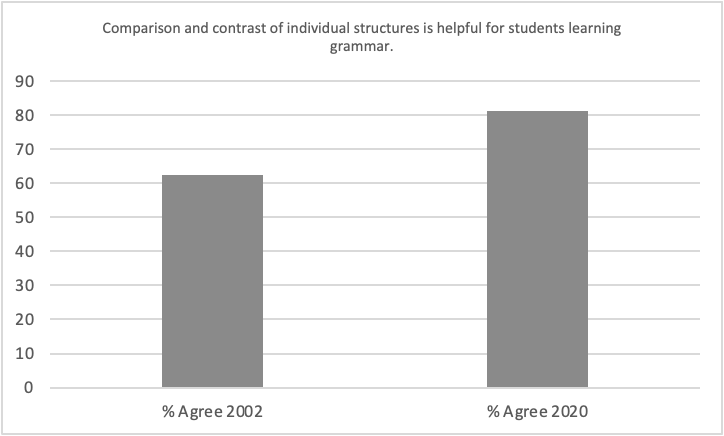 Comparison and contrast of individual structures is helpful for students learning
grammar.
90
80
70
60
50
40
30
20
10
0
% Agree 2002
% Agree 2020